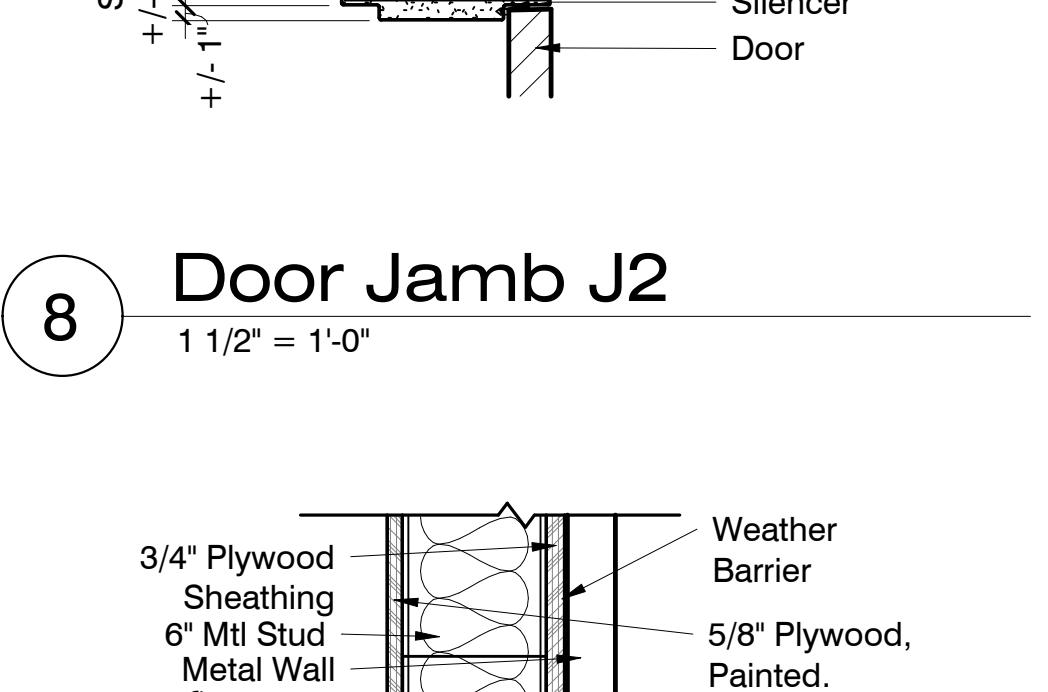 Silencer
Door
+/-
+/- 1"
8
Door Jamb J2
1 1/2" = 1'-0"
3/4" Plywood
Sheathing
6" Mtl Stud
Metal Wall
Weather
Barrier
5/8" Plywood,
Painted.